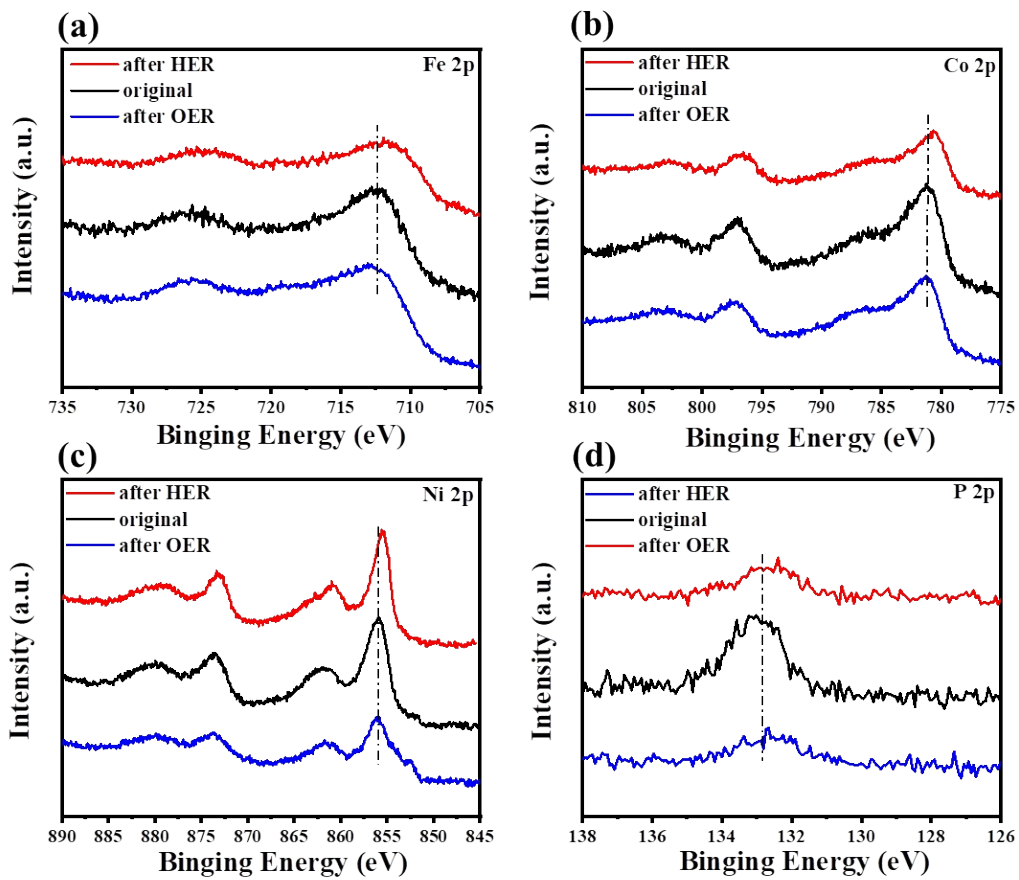 (a)
after HER
original
after OER
Fe 2p
Intensity (a.u.)
735 730 725 720 715 710 705
Binging Energy (eV)
(b)
after HER
original
after OER
Co 2p
Intensity (a.u.)
810 805 800 795 790 785 780 775
Binging Energy (eV)
(c)
after HER
original
after OER
Ni 2p
Intensity (a.u.)
890 885 880 875 870 865 860 855 850 845
Binging Energy (eV)
(d)
after HER
original
after OER
P 2p
Intensity (a.u.)
138 136 134 132 130 128 126
Binging Energy (eV)